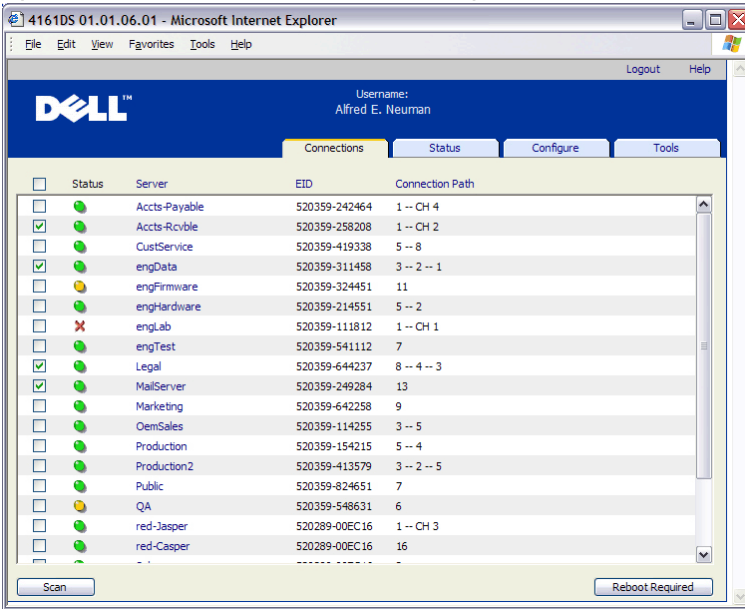 4161DS 01.01.06.01 - Microsoft Internet Explorer
File Edit View Favorites Tools Help
Logout Help
DELL™
Username:
Alfred E. Neuman
Connections Status Configure Tools
Status Server EID Connection Path
Accts-Payable 520359-242464 1 -- CH 4
Accts-Rcvble 520359-258208 1 -- CH 2
CustService 520359-419338 5 -- 8
engData 520359-311458 3 -- 2 -- 1
engFirmware 520359-324451 11
engHardware 520359-214551 5 -- 2
engLab 520359-111812 1 -- CH 1
engTest 520359-541112 7
Legal 520359-644237 8 -- 4 -- 3
MailServer 520359-249284 13
Marketing 520359-642258 9
OemSales 520359-114255 3 -- 5
Production 520359-154215 5 -- 4
Production2 520359-413579 3 -- 2 -- 5
Public 520359-824651 7
QA 520359-548631 6
red-Jasper 520289-00EC16 1 -- CH 3
red-Casper 520289-00EC16 16
Scan Reboot Required